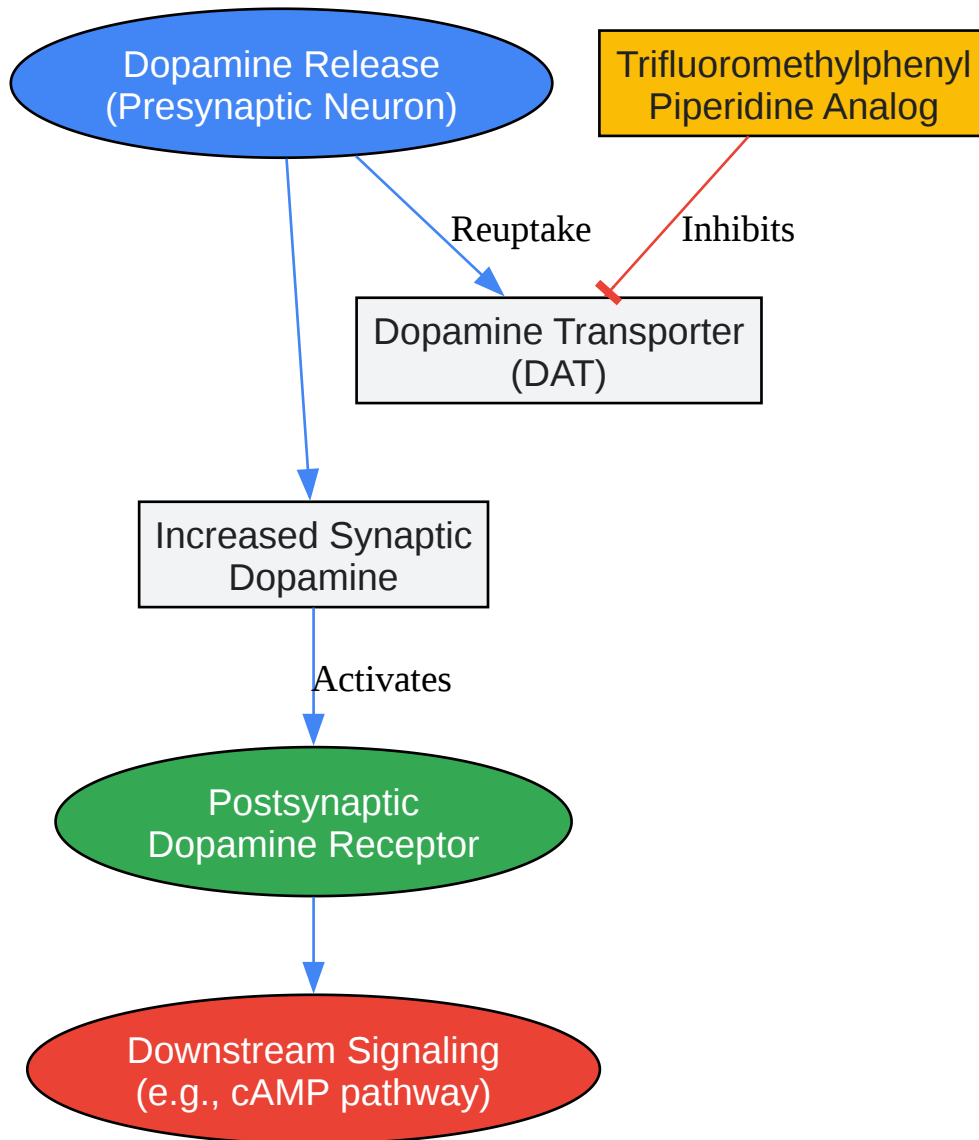 Dopamine Release
(Presynaptic Neuron)
Trifluoromethylphenyl
Piperidine Analog
Reuptake
Inhibits
Dopamine Transporter
(DAT)
Increased Synaptic
Dopamine
Activates
Postsynaptic
Dopamine Receptor
Downstream Signaling
(e.g., cAMP pathway)